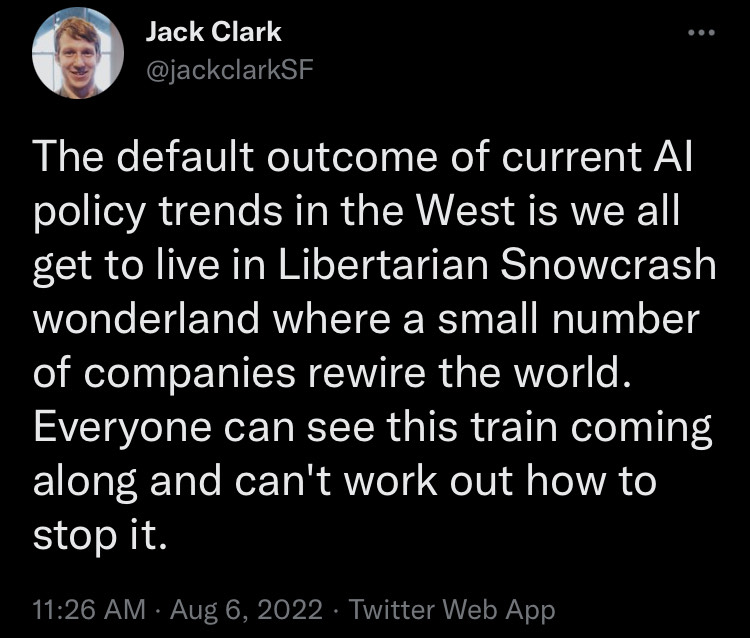 Jack Clark
@jackclarkSF
The default outcome of current AI
policy trends in the West is we all
get to live in Libertarian Snowcrash
wonderland where a small number
of companies rewire the world.
Everyone can see this train coming
along and can't work out how to
stop it.
11:26 AM · Aug 6, 2022 · Twitter Web App